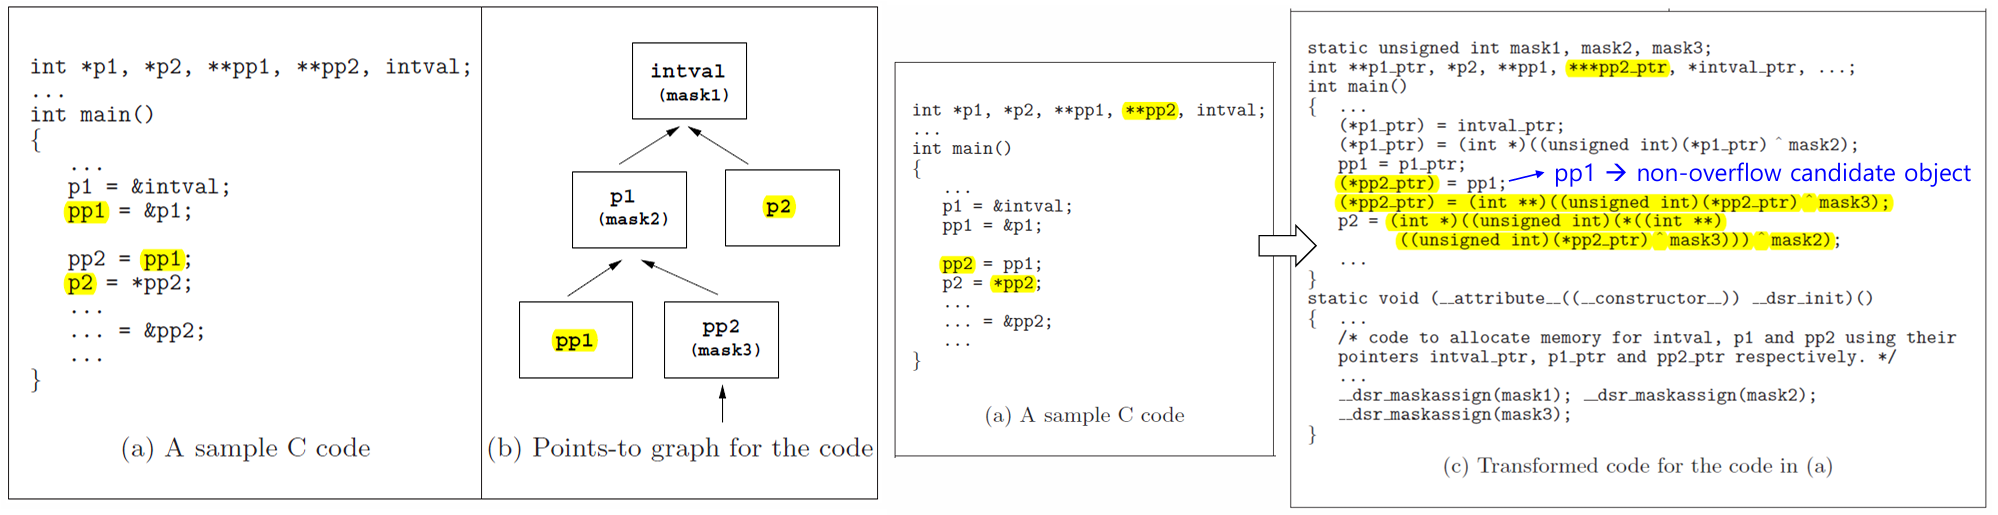 int *p1, *p2, **pp1, **pp2, intval;
...
int main()
{
...
p1 = &intval;
pp1 = &p1;
pp2 = pp1;
p2 = *pp2;
...
... = &pp2;
...
}
(a) A sample C code
intval
(mask1)
p1
(mask2)
p2
pp1
pp2
(mask3)
(b) Points-to graph for the code
int *p1, *p2, **pp1, **pp2, intval;
...
int main()
{
...
p1 = &intval;
pp1 = &p1;
pp2 = pp1;
p2 = *pp2;
...
... = &pp2;
...
}
(a) A sample C code
static unsigned int mask1, mask2, mask3;
int **p1_ptr, *p2, **pp1, ***pp2_ptr, *intval_ptr, ...;
int main()
{ ...
(*p1_ptr) = intval_ptr;
(*p1_ptr) = (int *)((unsigned int)(*p1_ptr) ^ mask2);
pp1 = p1_ptr;
(*pp2_ptr) = pp1;
pp1 → non-overflow candidate object
(*pp2_ptr) = (int **)((unsigned int)(*pp2_ptr) ^ mask3);
p2 = (int *)((unsigned int)(*((int **)
((unsigned int)(*pp2_ptr) ^ mask3))) ^ mask2);
...
}
static void (__attribute__((__constructor__)) __dsr_init)()
{ ...
/* code to allocate memory for intval, p1 and pp2 using their
pointers intval_ptr, p1_ptr and pp2_ptr respectively. */
...
__dsr_maskassign(mask1); __dsr_maskassign(mask2);
__dsr_maskassign(mask3);
}
(c) Transformed code for the code in (a)